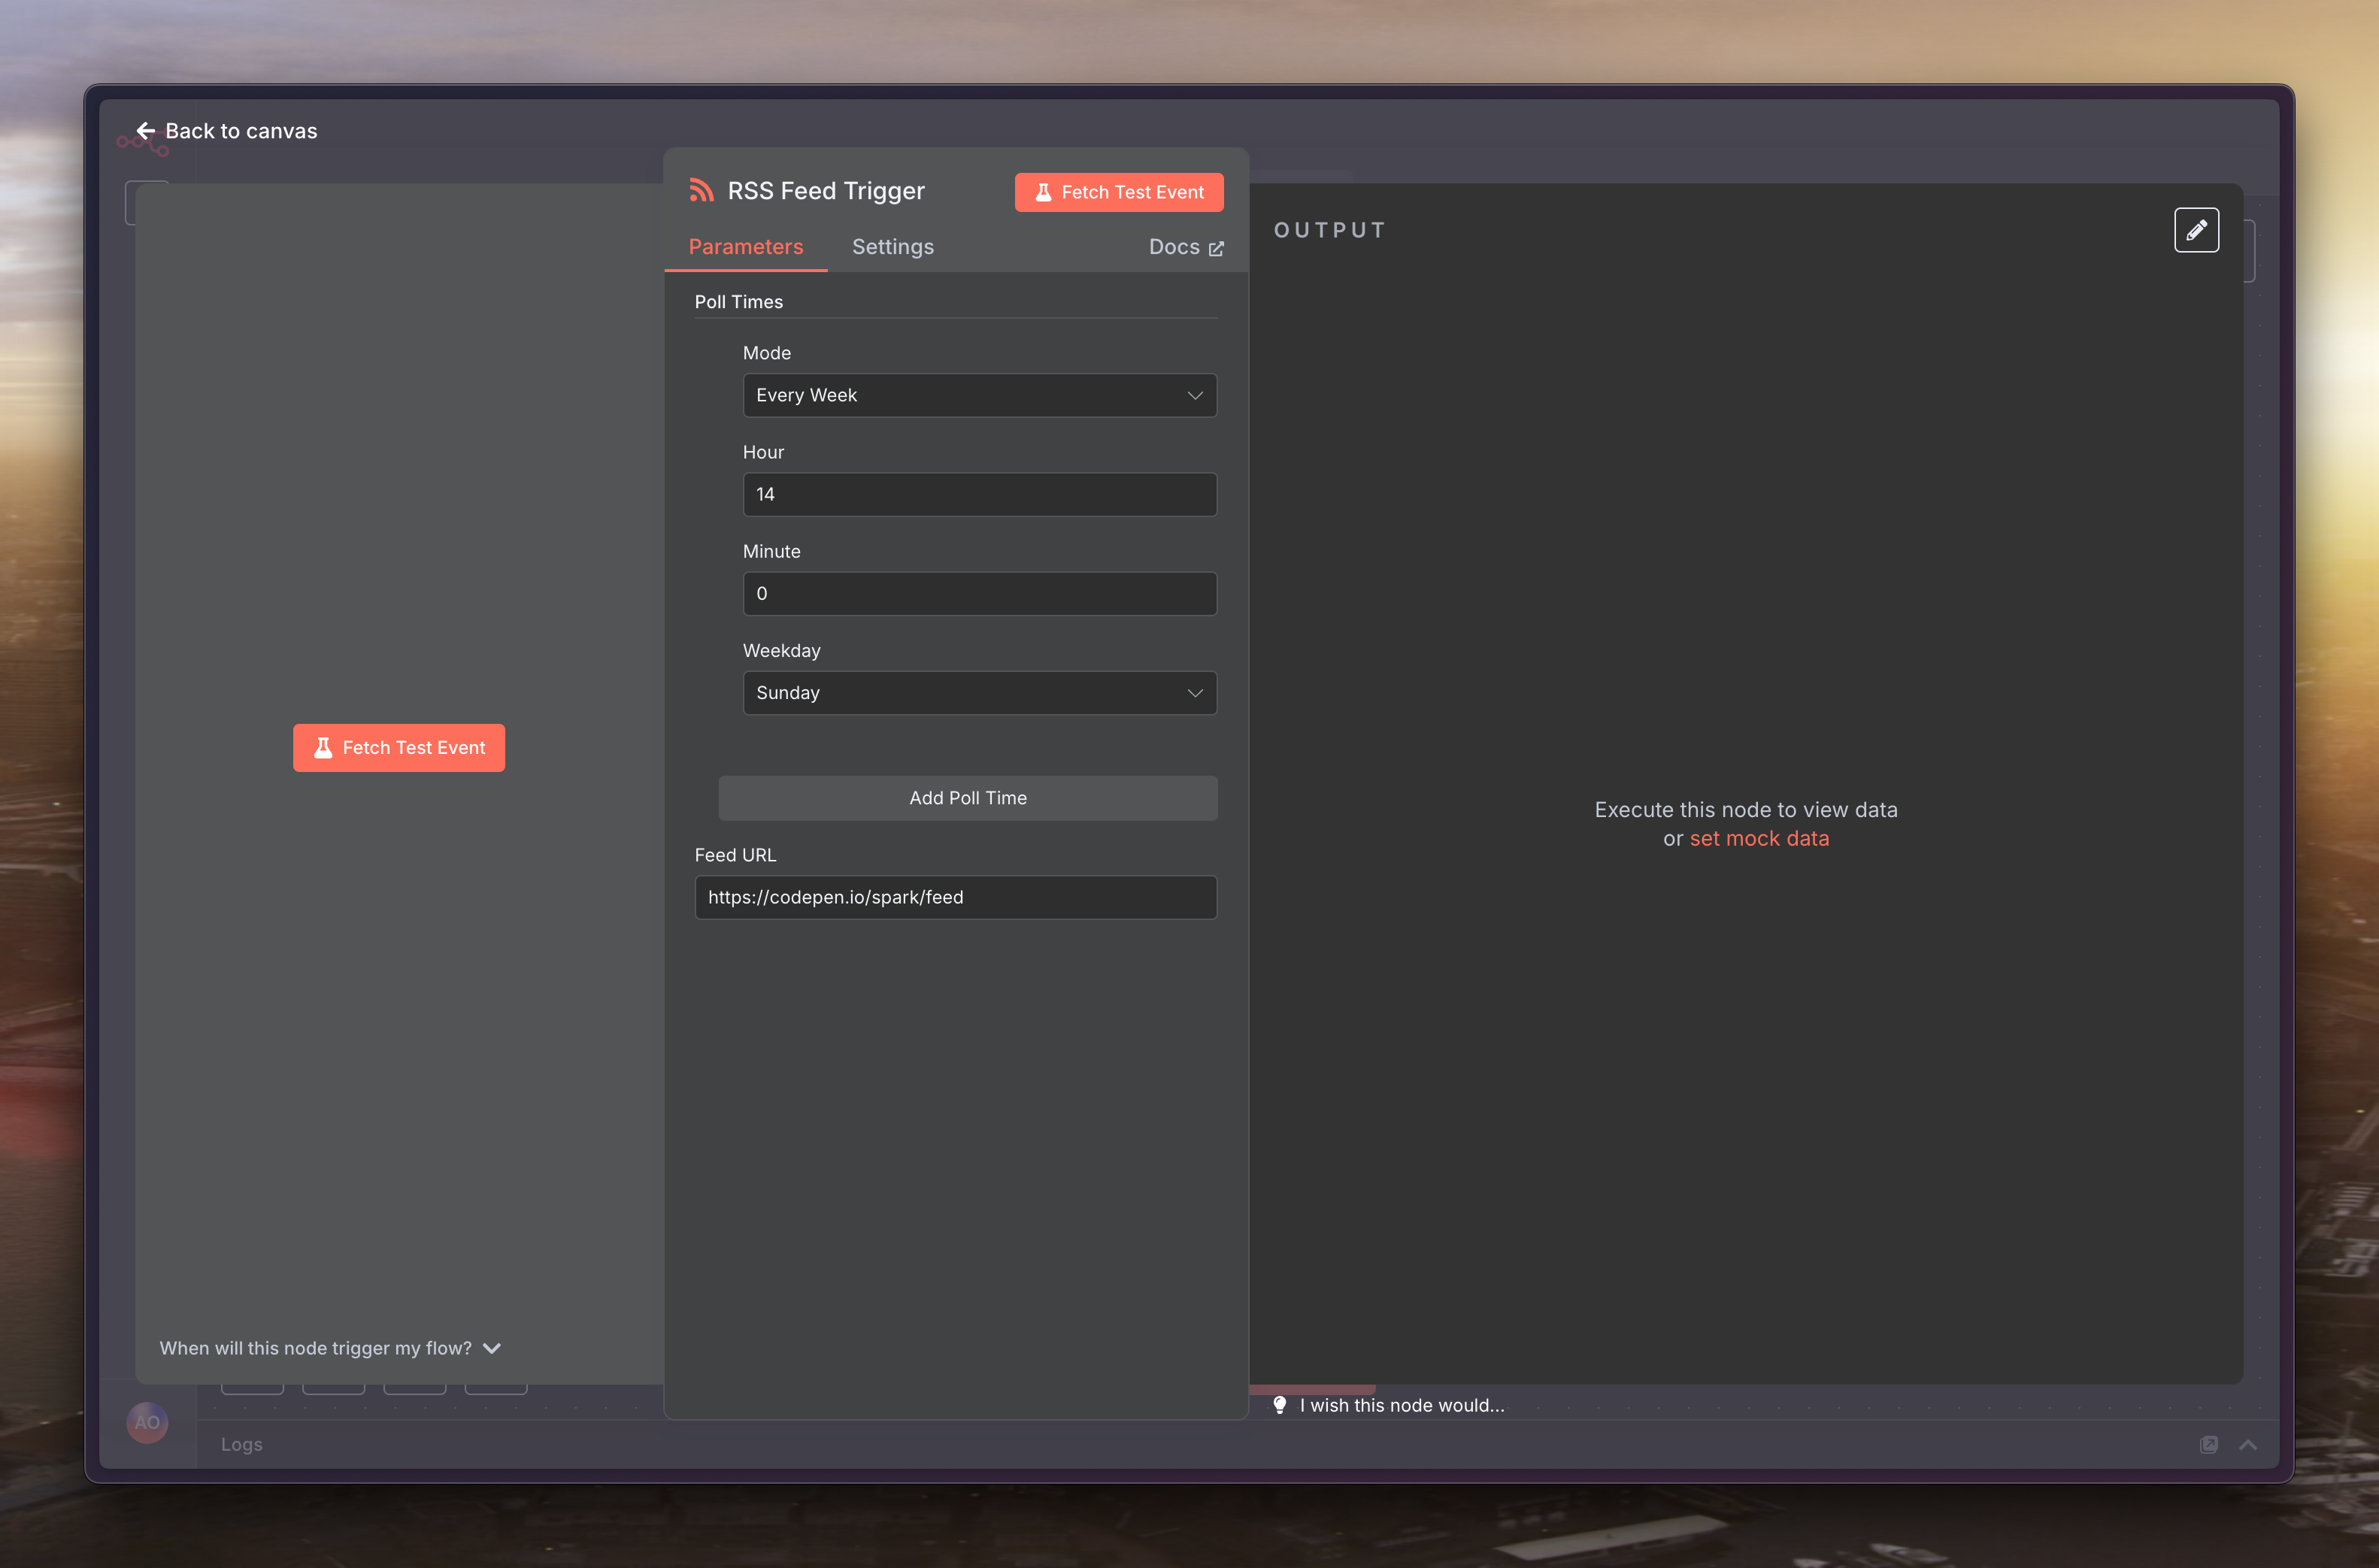 Back to canvas
RSS Feed Trigger
Fetch Test Event
Parameters
Settings
Docs
Poll Times
Mode
Every Week
Hour
14
Minute
0
Weekday
Sunday
Add Poll Time
Feed URL
https://codepen.io/spark/feed
Fetch Test Event
When will this node trigger my flow?
OUTPUT
Execute this node to view data
or set mock data
I wish this node would...
AO
Logs